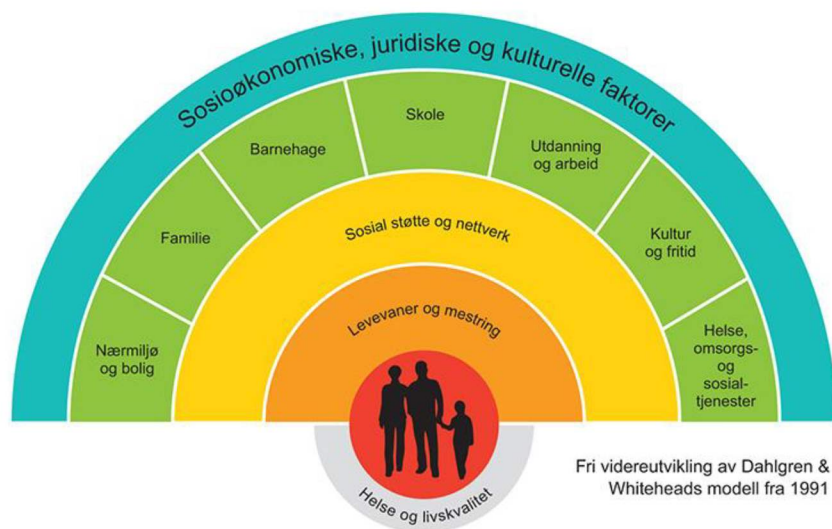 Sosioøkonomiske, juridiske og kulturelle faktorer
Nærmiljø
og bolig
Familie
Barnehage
Skole
Utdanning
og arbeid
Kultur
og fritid
Helse,
omsorgs-
og
sosial-
tjenester
Sosial støtte og nettverk
Levevaner og mestring
Helse og livskvalitet
Fri videreutvikling av Dahlgren &
Whiteheads modell fra 1991